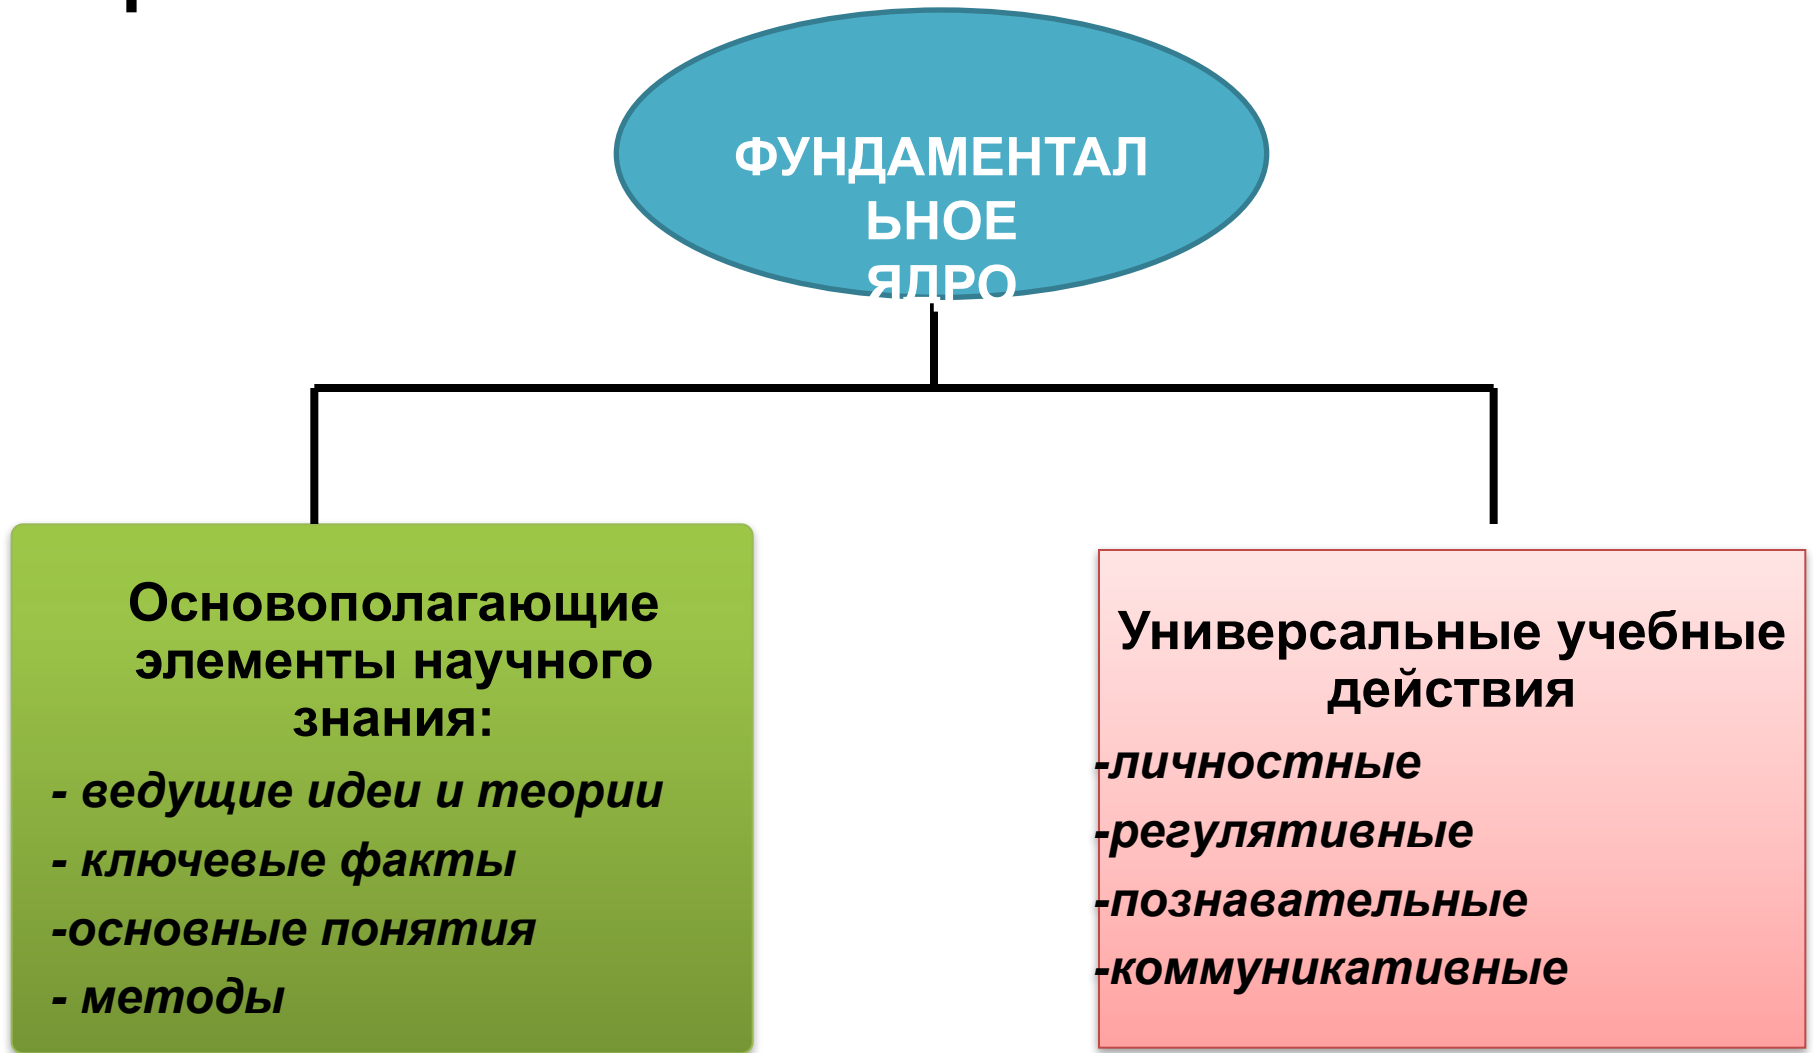 ФУНДАМЕНТАЛ
ЬНОЕ
ЯДРО
Основополагающие
элементы научного
знания:
- ведущие идеи и теории
- ключевые факты
-основные понятия
- методы
Универсальные учебные
действия
-личностные
-регулятивные
-познавательные
-коммуникативные